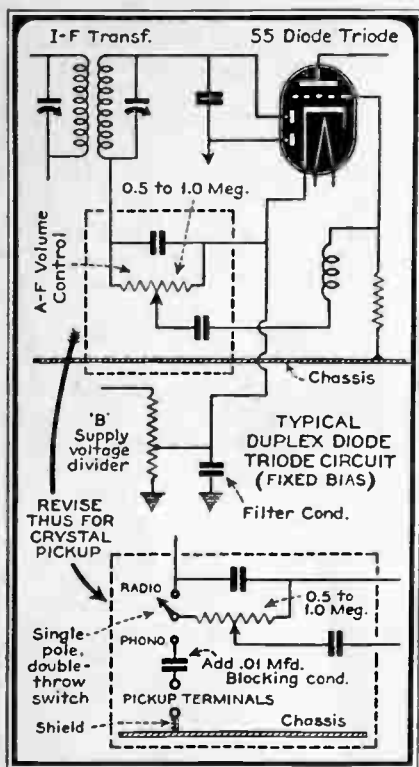 I-F Transf.
55 Diode Triode
0.5 to 1.0 Meg.
A-F Volume
Control
Chassis
'B'
Supply
voltage
divider
TYPICAL
DUPLEX DIODE
TRIODE CIRCUIT
(FIXED BIAS)
Filter Cond.
REVISE
THUS FOR
CRYSTAL
PICKUP
RADIO
0.5 to
1.0 Meg.
Single
pole,
double-
throw
switch
PHONO.
Add .01 Mfd.
Blocking cond.
PICKUP TERMINALS
Shield
Chassis